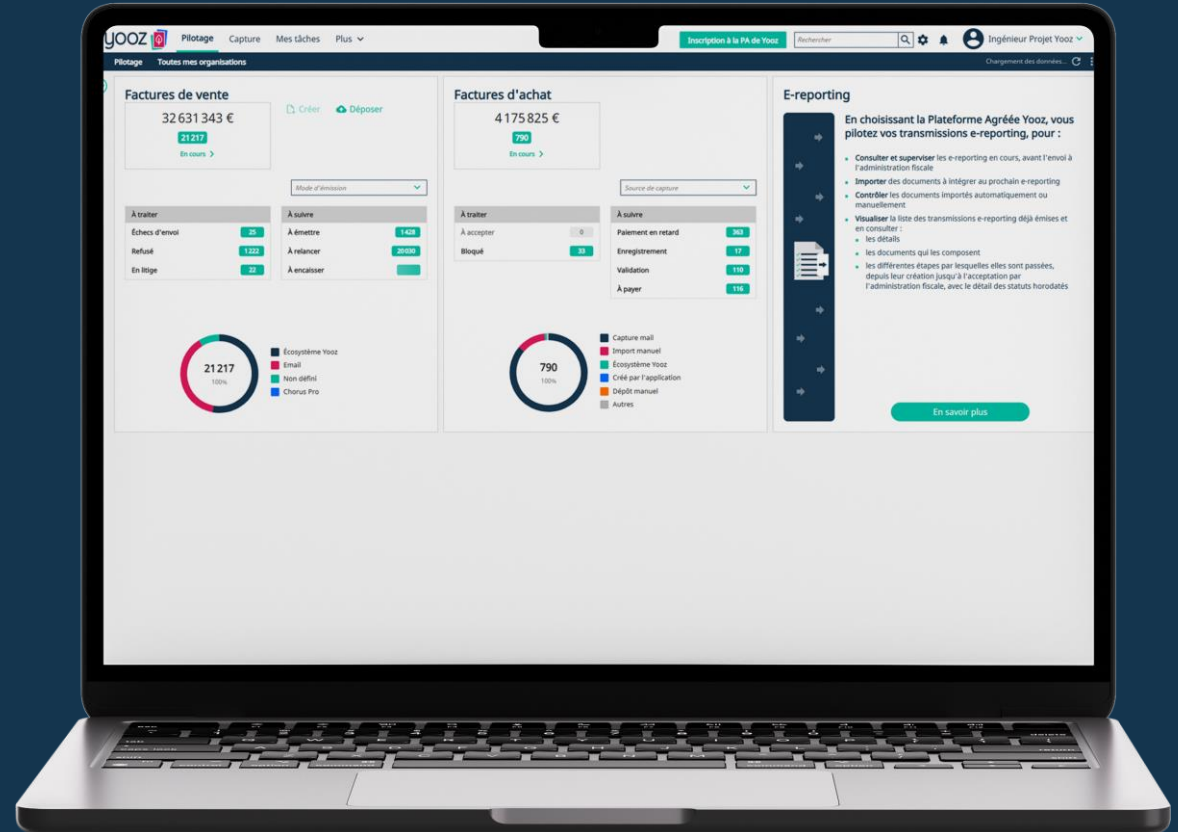 yooz
Pilotage Capture Mes tâches Plus
Inscription à la PA de Yooz
Rechercher
Ingénieur Projet Yooz
Pilotage Toutes mes organisations
Chargement des données...
Factures de vente
32 631 343 €
21 217
En cours
Créer
Déposer
Mode d'émission
À traiter
Échecs d'envoi 25
Refusé 1 222
En litige 22
À suivre
À émettre 1 428
À relancer 20 030
À encaisser
21 217
100%
Écosystème Yooz
Email
Non défini
Chorus Pro
Factures d'achat
4 175 825 €
790
En cours
Source de capture
À traiter
À accepter 0
Bloqué 33
À suivre
Paiement en retard 363
Enregistrement 17
Validation 110
À payer 116
790
100%
Capture mail
Import manuel
Écosystème Yooz
Créé par l'application
Dépôt manuel
Autres
E-reporting
En choisissant la Plateforme Agréée Yooz, vous
pilotez vos transmissions e-reporting, pour :
Consulter et superviser les e-reporting en cours, avant l'envoi à
l'administration fiscale
Importer des documents à intégrer au prochain e-reporting
Contrôler les documents importés automatiquement ou
manuellement
Visualiser la liste des transmissions e-reporting déjà émises et
en consulter :
les détails
les documents qui les composent
les différentes étapes par lesquelles elles sont passées,
depuis leur création jusqu'à l'acceptation par
l'administration fiscale, avec le détail des statuts horodatés
En savoir plus